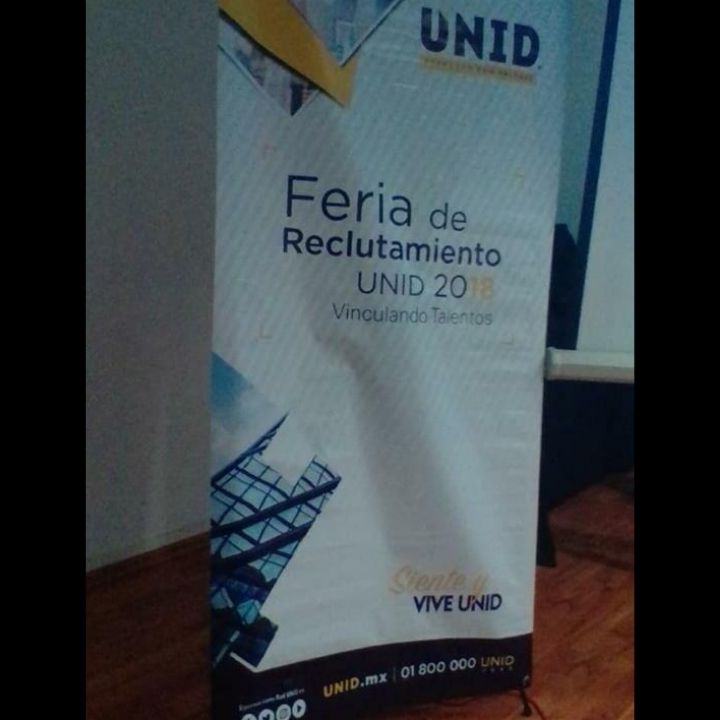 UNID
Feria de
Reclutamiento
UNID 2018
Vinculando Talentos
Siente y
VIVE UNID
UNID.mx | 01 800 000 UNID